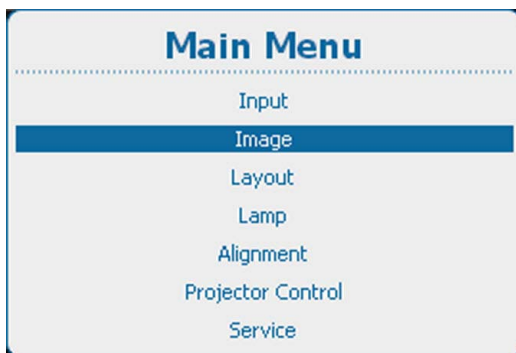 Main Menu
Input
Image
Layout
Lamp
Alignment
Projector Control
Service